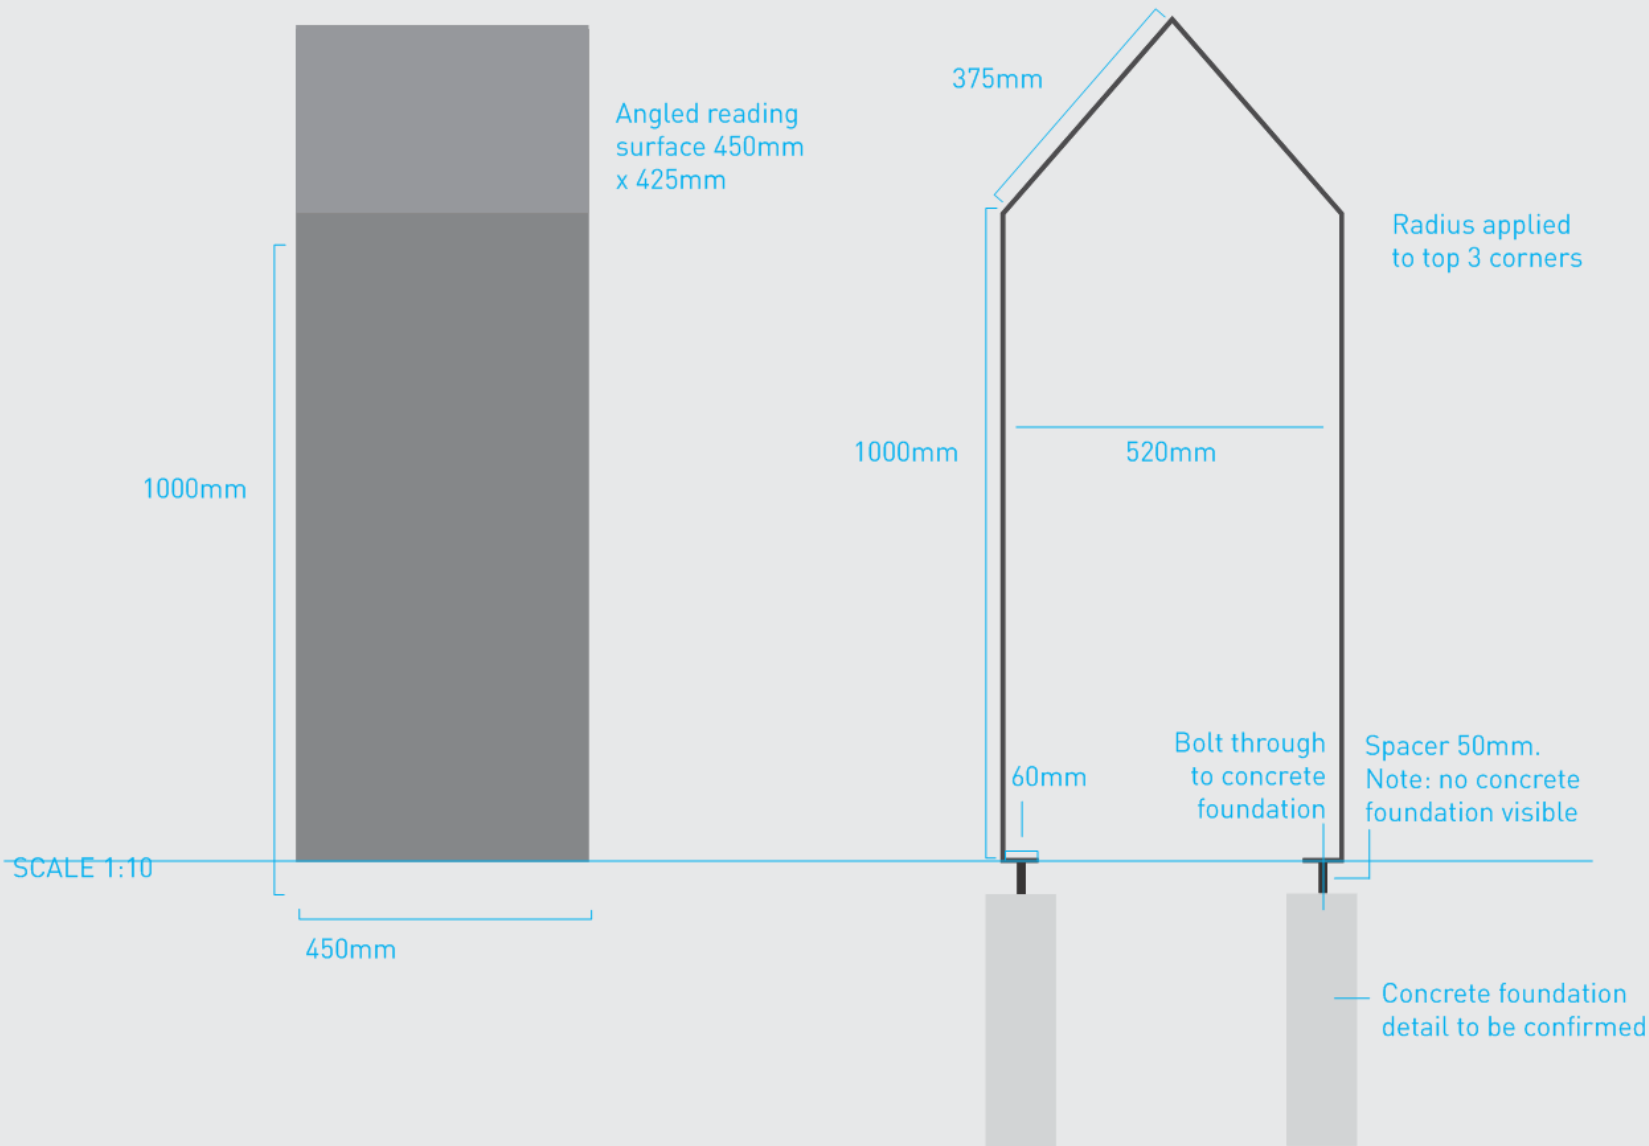 375mm
Angled reading
surface 450mm
x 425mm
Radius applied
to top 3 corners
1000mm
520mm
1000mm
Bolt through
to concrete
foundation
Spacer 50mm.
Note: no concrete
foundation visible
60mm
SCALE 1:10
450mm
Concrete foundation
detail to be confirmed